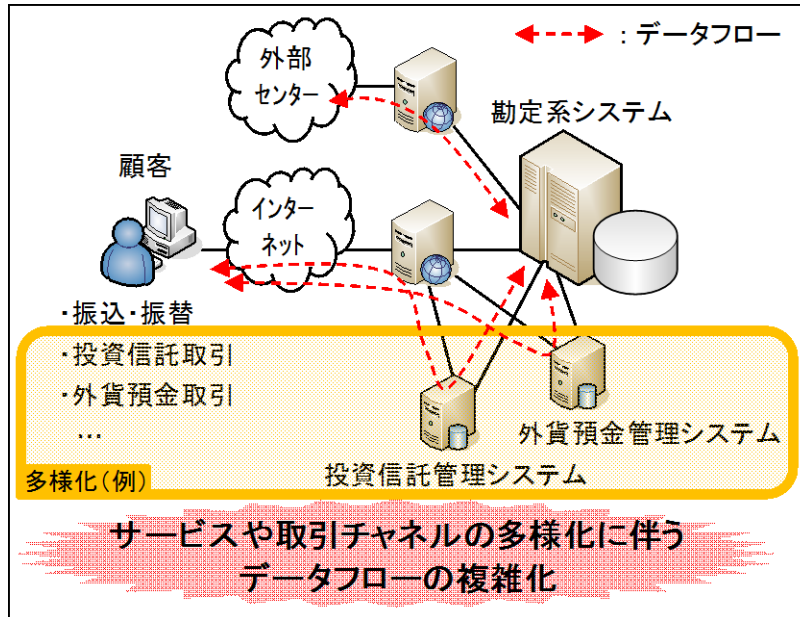 :データフロー
外部
センター
勘定系システム
顧客
インター
ネット
・振込・振替
・投資信託取引
・外貨預金取引
…
外貨預金管理システム
投資信託管理システム
多様化(例)
サービスや取引チャネルの多様化に伴う
データフローの複雑化